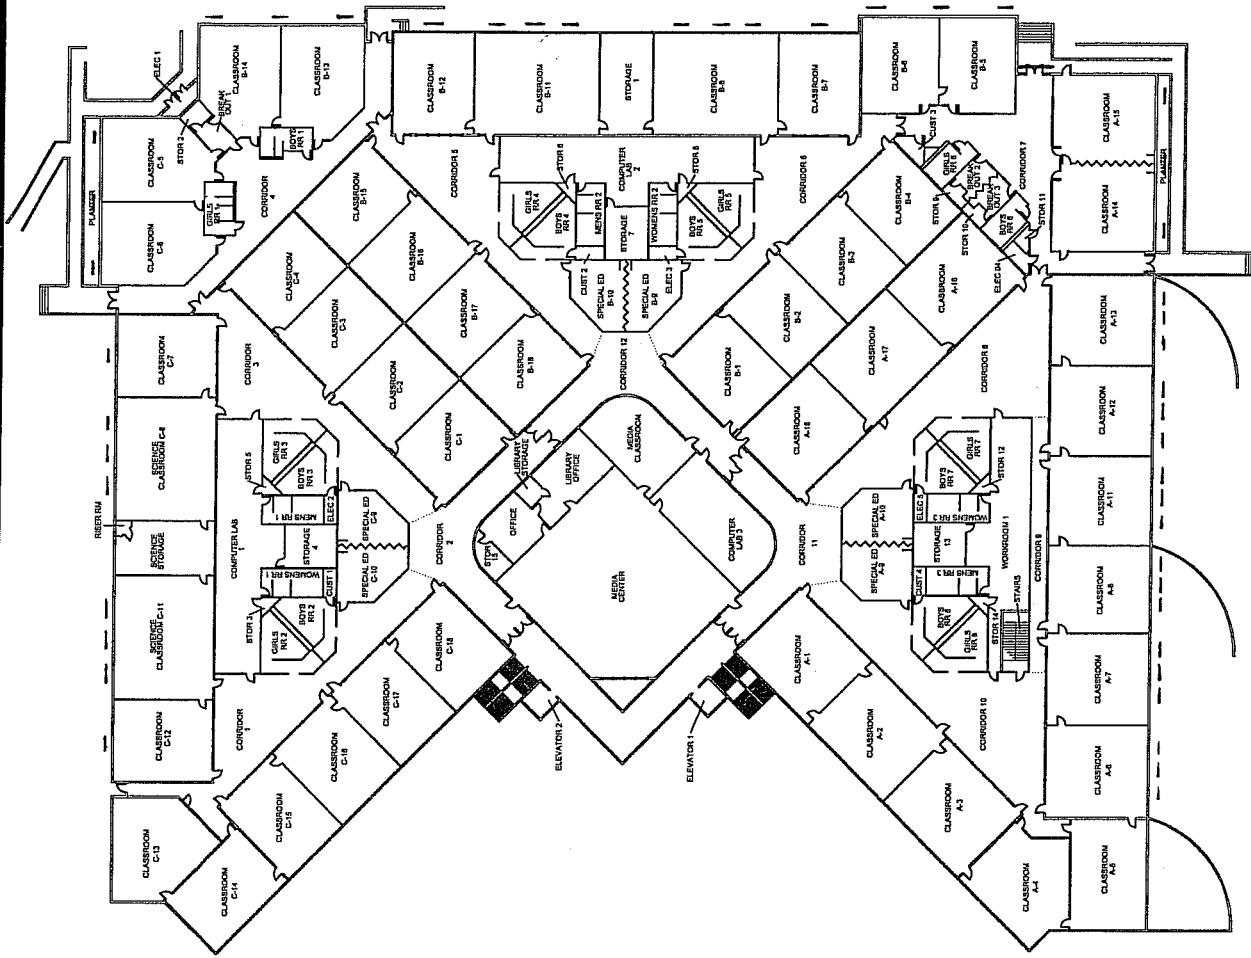 ELEC 1
CLASSROOM
B-14
CLASSROOM
B-13
BREAK
OUT 1
STOR 2
BOYS
RR 1
CLASSROOM
C-5
PLANTER
CLASSROOM
C-6
GIRLS
RR 1
CORRIDOR
4
CLASSROOM
B-12
CLASSROOM
B-11
STORAGE
1
CLASSROOM
B-8
CLASSROOM
B-7
CLASSROOM
B-6
CLASSROOM
B-5
CUST 3
CLASSROOM
A-15
PLANTER
CLASSROOM
A-14
CORRIDOR 7
GIRLS
RR 6
BREAK
OUT 2
BREAK
OUT 3
BOYS
RR 6
STOR 9
STOR 10
STOR 11
ELEC 04
CORRIDOR 5
STOR 6
COMPUTER
LAB
2
STOR 8
CORRIDOR 6
GIRLS
RR 4
BOYS
RR 4
MENS RR 2
STORAGE
7
WOMENS RR 2
BOYS
RR 5
GIRLS
RR 5
CUST 2
SPECIAL ED
B-10
SPECIAL ED
B-9
ELEC 3
CORRIDOR 12
CLASSROOM
B-15
CLASSROOM
B-16
CLASSROOM
B-17
CLASSROOM
B-18
CLASSROOM
C-4
CLASSROOM
C-3
CLASSROOM
C-2
CLASSROOM
C-1
CLASSROOM
B-4
CLASSROOM
B-3
CLASSROOM
B-2
CLASSROOM
B-1
CLASSROOM
A-16
CLASSROOM
A-17
CLASSROOM
A-18
CORRIDOR 8
CLASSROOM
A-13
CLASSROOM
A-12
CLASSROOM
A-11
CLASSROOM
A-8
CLASSROOM
A-7
CLASSROOM
A-6
CLASSROOM
A-5
CLASSROOM
C-7
CORRIDOR
3
SCIENCE
CLASSROOM C-8
RISER RM
SCIENCE
STORAGE
SCIENCE
CLASSROOM C-11
CLASSROOM
C-12
CORRIDOR
1
STOR 5
GIRLS
RR 3
BOYS
RR 3
COMPUTER LAB
1
MENS RR 1
ELEC 2
STORAGE
4
WOMENS RR 1
CUST 1
STOR 3
BOYS
RR 2
GIRLS
RR 2
SPECIAL ED
C-9
SPECIAL ED
C-10
CORRIDOR
2
LIBRARY
STORAGE
LIBRARY
OFFICE
MEDIA
CLASSROOM
OFFICE
STOR
15
MEDIA
CENTER
COMPUTER
LAB 3
CORRIDOR
11
SPECIAL ED
A-10
SPECIAL ED
A-9
ELEC 5
GIRLS
RR 7
BOYS
RR 7
STOR 12
WOMENS RR 3
STORAGE
13
WORKROOM 1
CORRIDOR 9
MENS RR 3
CUST 4
STAIRS
STOR 14
BOYS
RR 8
GIRLS
RR 8
CORRIDOR 10
CLASSROOM
C-18
CLASSROOM
C-17
CLASSROOM
C-16
CLASSROOM
C-15
CLASSROOM
C-14
CLASSROOM
C-13
ELEVATOR 2
ELEVATOR 1
CLASSROOM
A-1
CLASSROOM
A-2
CLASSROOM
A-3
CLASSROOM
A-4